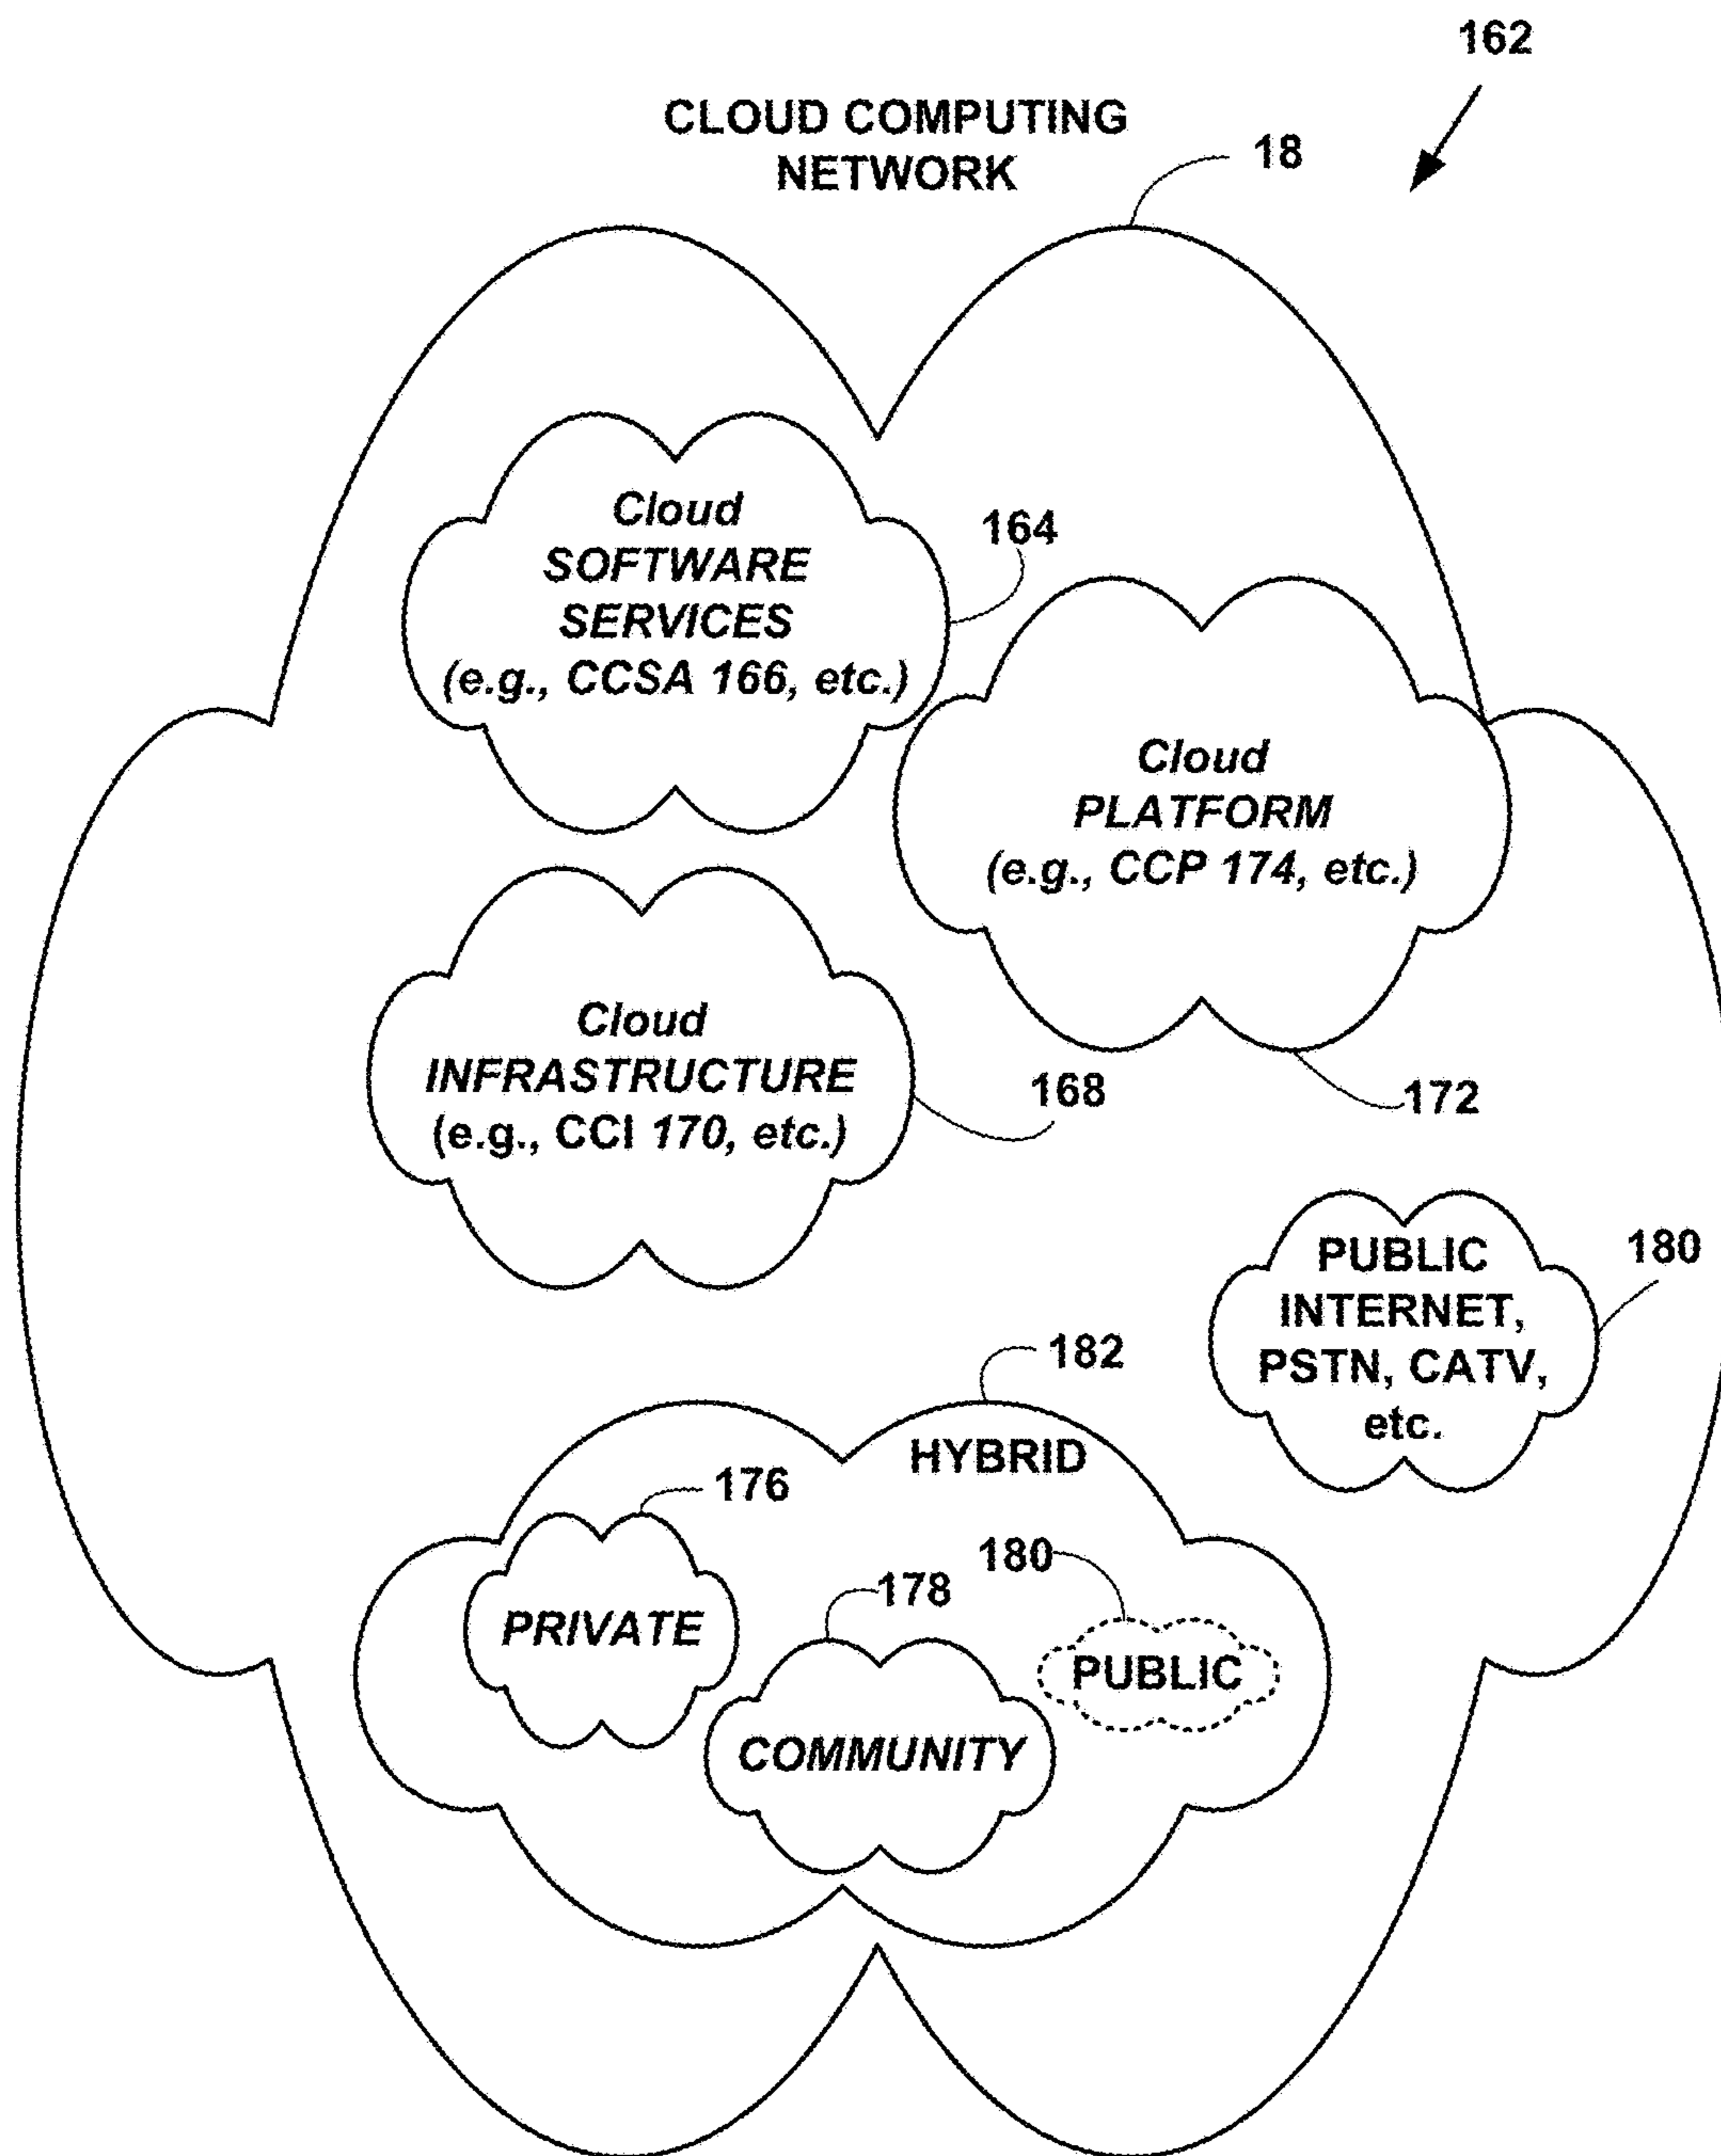 162
CLOUD COMPUTING
NETWORK
18
Cloud
SOFTWARE
SERVICES
(e.g., CCSA 166, etc.)
164
Cloud
PLATFORM
(e.g., CCP 174, etc.)
172
Cloud
INFRASTRUCTURE
(e.g., CCI 170, etc.)
168
PUBLIC
INTERNET,
PSTN, CATV,
etc.
180
182
HYBRID
176
PRIVATE
178
COMMUNITY
180
PUBLIC